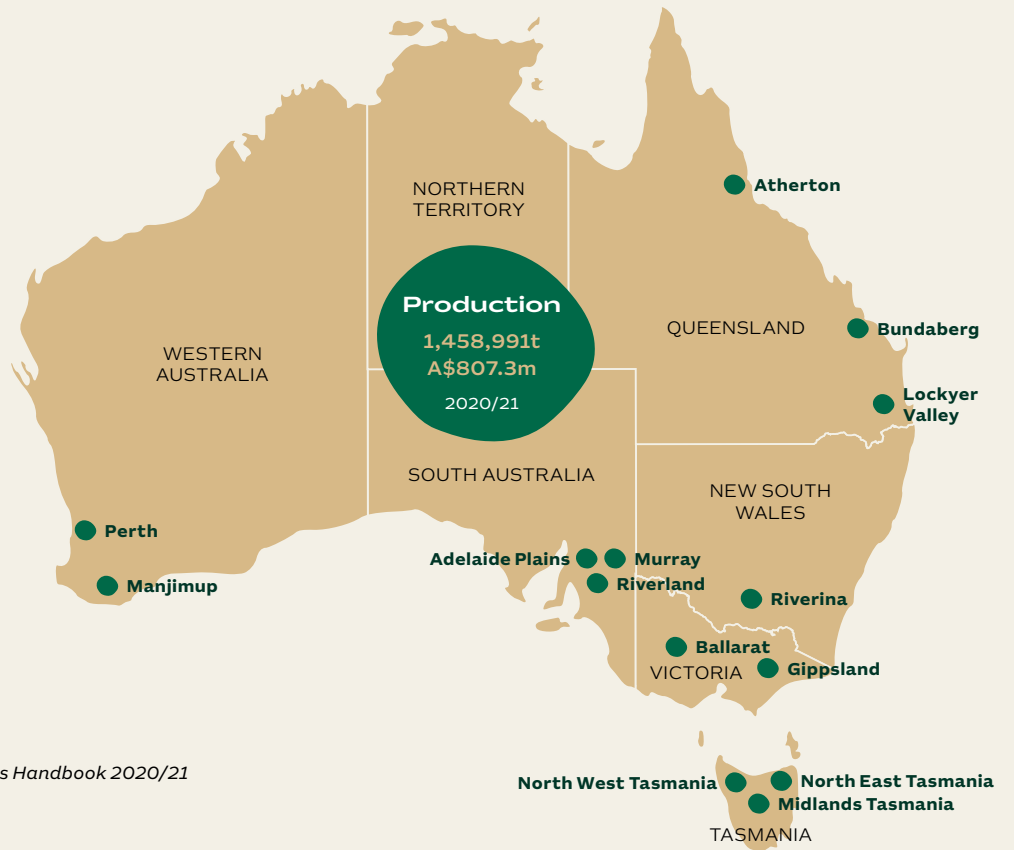 Atherton
NORTHERN
TERRITORY
Production
1,458,991t
A$807.3m
2020/21
QUEENSLAND
Bundaberg
WESTERN
AUSTRALIA
Lockyer
Valley
SOUTH AUSTRALIA
NEW SOUTH
WALES
Perth
Manjimup
Adelaide Plains
Murray
Riverland
Riverina
Ballarat
VICTORIA
Gippsland
s Handbook 2020/21
North West Tasmania
North East Tasmania
Midlands Tasmania
TASMANIA